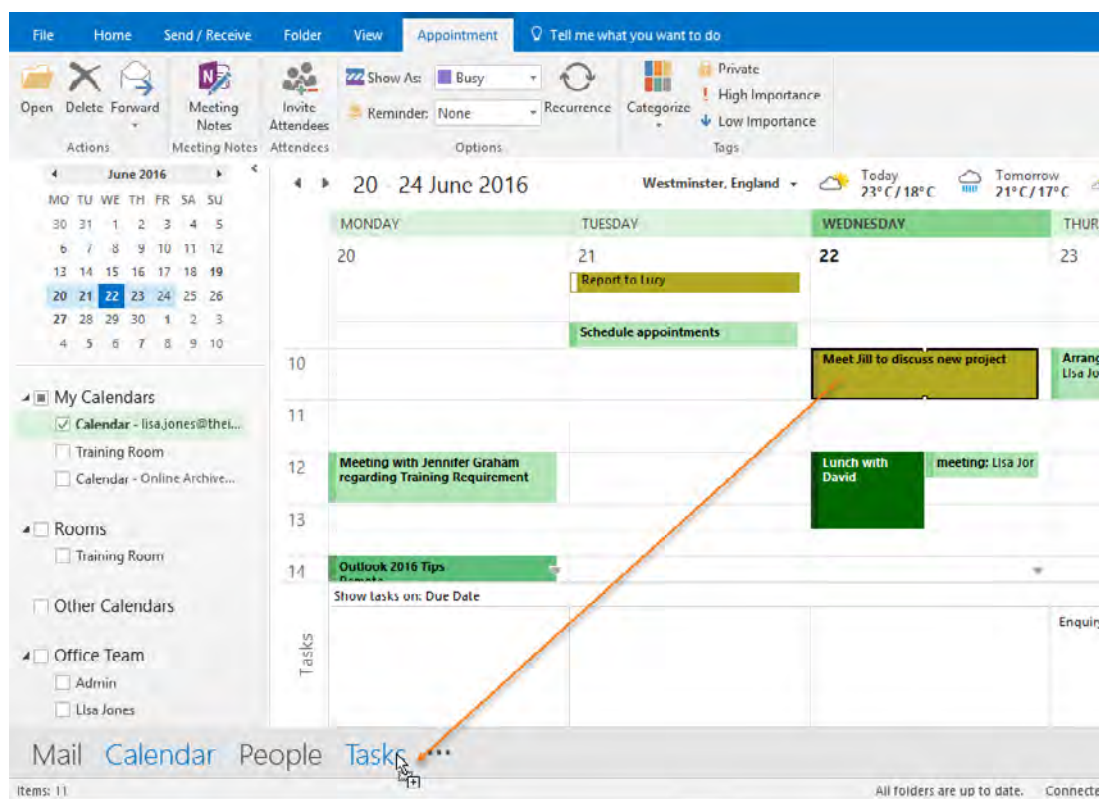 File Home Send / Receive Folder View Appointment Tell me what you want to do
Open Delete Forward Meeting Notes Invite Attendees Show As: Busy Reminder: None Recurrence Categorize Private
High Importance
Low Importance
Actions Meeting Notes Attendees Options Tags
June 2016
MO TU WE TH FR SA SU
30 31 1 2 3 4 5
6 7 8 9 10 11 12
13 14 15 16 17 18 19
20 21 22 23 24 25 26
27 28 29 30 1 2 3
4 5 6 7 8 9 10
My Calendars
Calendar - lisa.jones@thei...
Training Room
Calendar - Online Archive...
Rooms
Training Room
Other Calendars
Office Team
Admin
Lisa Jones
20 - 24 June 2016 Westminster, England Today Tomorrow
23°C/18°C 21°C/17°C
MONDAY TUESDAY WEDNESDAY THUR
20 21 22 23
Report to Lucy
Schedule appointments
10 Meet Jill to discuss new project Arrang
Lisa Jo
11
12 Meeting with Jennifer Graham Lunch with meeting: Lisa Jor
regarding Training Requirement David
13
14 Outlook 2016 Tips
Show tasks on: Due Date
Tasks Enquiry
Mail Calendar People Tasks ...
Items: 11 All folders are up to date. Connecte